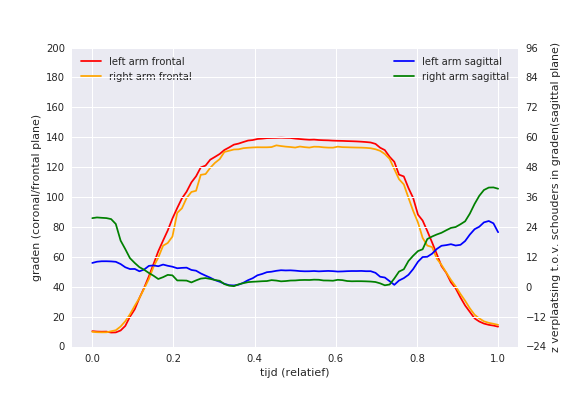 left arm frontal
right arm frontal
left arm sagittal
right arm sagittal
200
180
160
140
120
100
80
60
40
20
0
96
84
72
60
48
36
24
12
0
−12
−24
0.0 0.2 0.4 0.6 0.8 1.0
tijd (relatief)
graden (coronal/frontal plane)
z verplaatsing t.o.v. schouders in graden(sagittal plane)